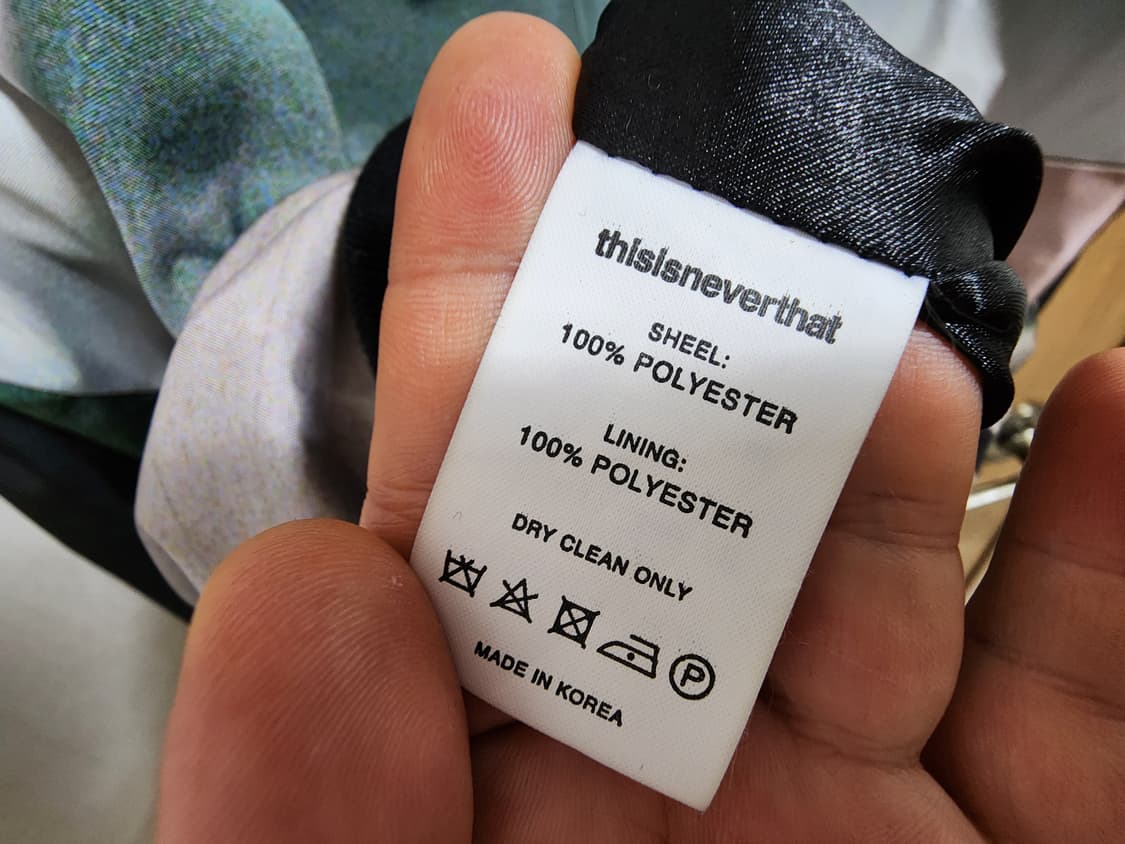 thisisneverthat
SHEEL:
100% POLYESTER
LINING:
100% POLYESTER
DRY CLEAN ONLY
P
MADE IN KOREA